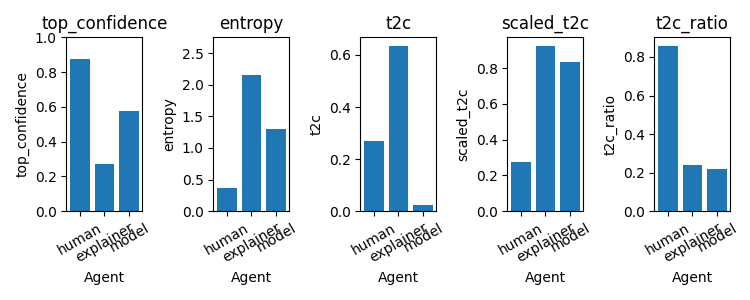 top_confidence
top_confidence
1.0
0.8
0.6
0.4
0.2
0.0
human
explainer
model
Agent
entropy
entropy
2.5
2.0
1.5
1.0
0.5
0.0
human
explainer
model
Agent
t2c
t2c
0.6
0.4
0.2
0.0
human
explainer
model
Agent
scaled_t2c
scaled_t2c
0.8
0.6
0.4
0.2
0.0
human
explainer
model
Agent
t2c_ratio
t2c_ratio
0.8
0.6
0.4
0.2
0.0
human
explainer
model
Agent